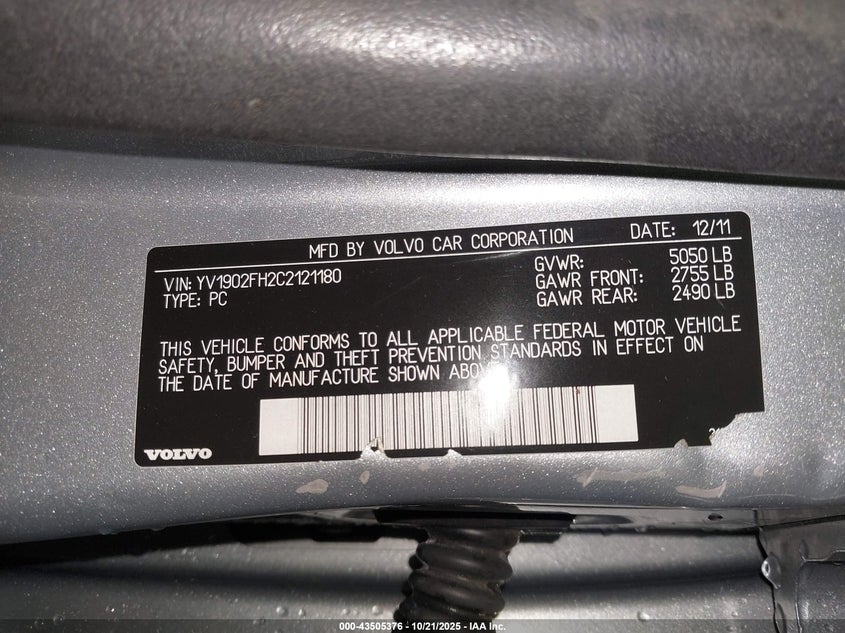 MFD BY VOLVO CAR CORPORATION DATE: 12/11
VIN: YV1902FH2C2121180
TYPE: PC
GVWR: 5050 LB
GAWR FRONT: 2755 LB
GAWR REAR: 2490 LB
THIS VEHICLE CONFORMS TO ALL APPLICABLE FEDERAL MOTOR VEHICLE
SAFETY, BUMPER AND THEFT PREVENTION STANDARDS IN EFFECT ON
THE DATE OF MANUFACTURE SHOWN ABOVE
VOLVO
000-43505376 - 10/21/2025 - IAA Inc.